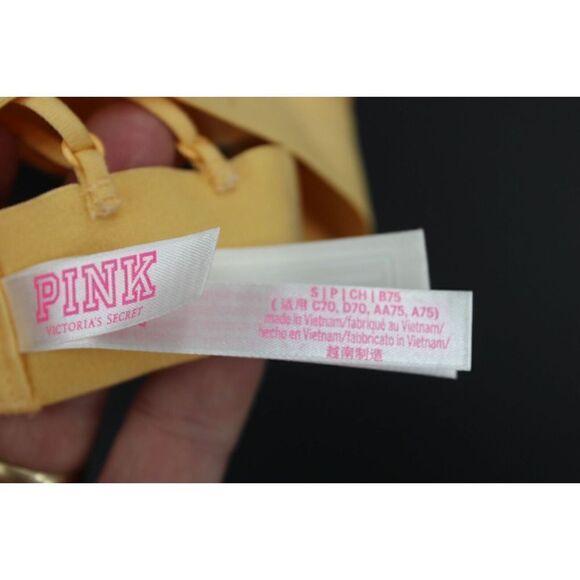 PINK
VICTORIA'S SECRET
S | P | CH | B75
(适用 C70, D70, AA75, A75)
made in Vietnam/fabriqué au Vietnam/
hecho en Vietnam/fabbricato in Vietnam/
越南制造